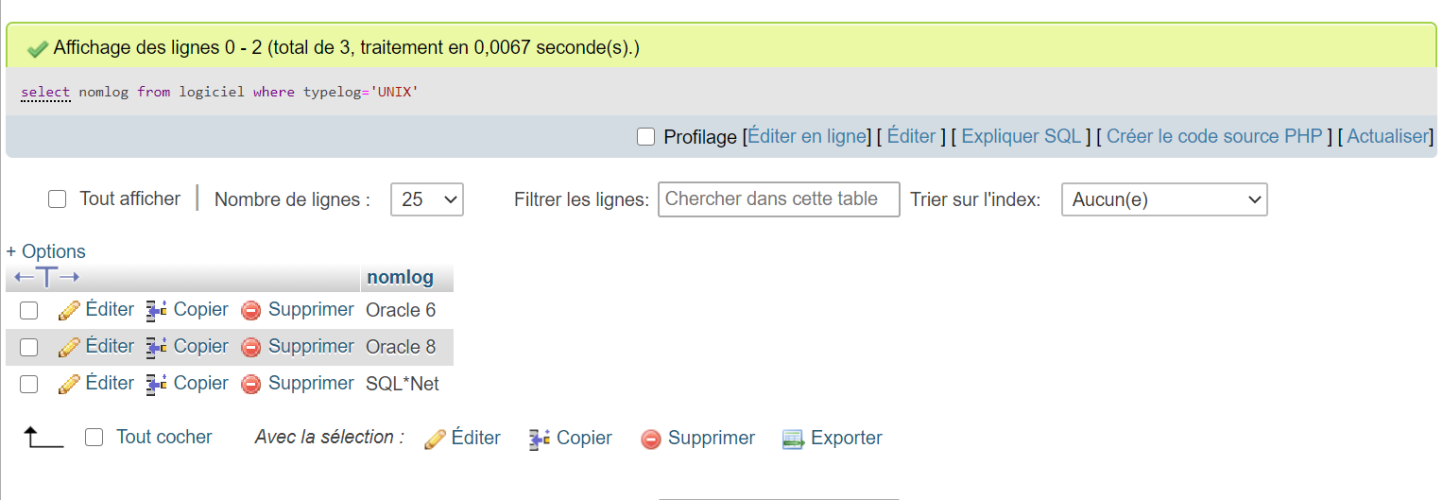 Affichage des lignes 0 - 2 (total de 3, traitement en 0,0067 seconde(s).)
select nomlog from logiciel where typelog='UNIX'
Profilage [Éditer en ligne] [ Éditer ] [ Expliquer SQL ] [ Créer le code source PHP ] [ Actualiser]
Tout afficher | Nombre de lignes : 25 Filtrer les lignes: Chercher dans cette table Trier sur l'index: Aucun(e)
+ Options
←T→ nomlog
Éditer Copier Supprimer Oracle 6
Éditer Copier Supprimer Oracle 8
Éditer Copier Supprimer SQL*Net
Tout cocher Avec la sélection : Éditer Copier Supprimer Exporter